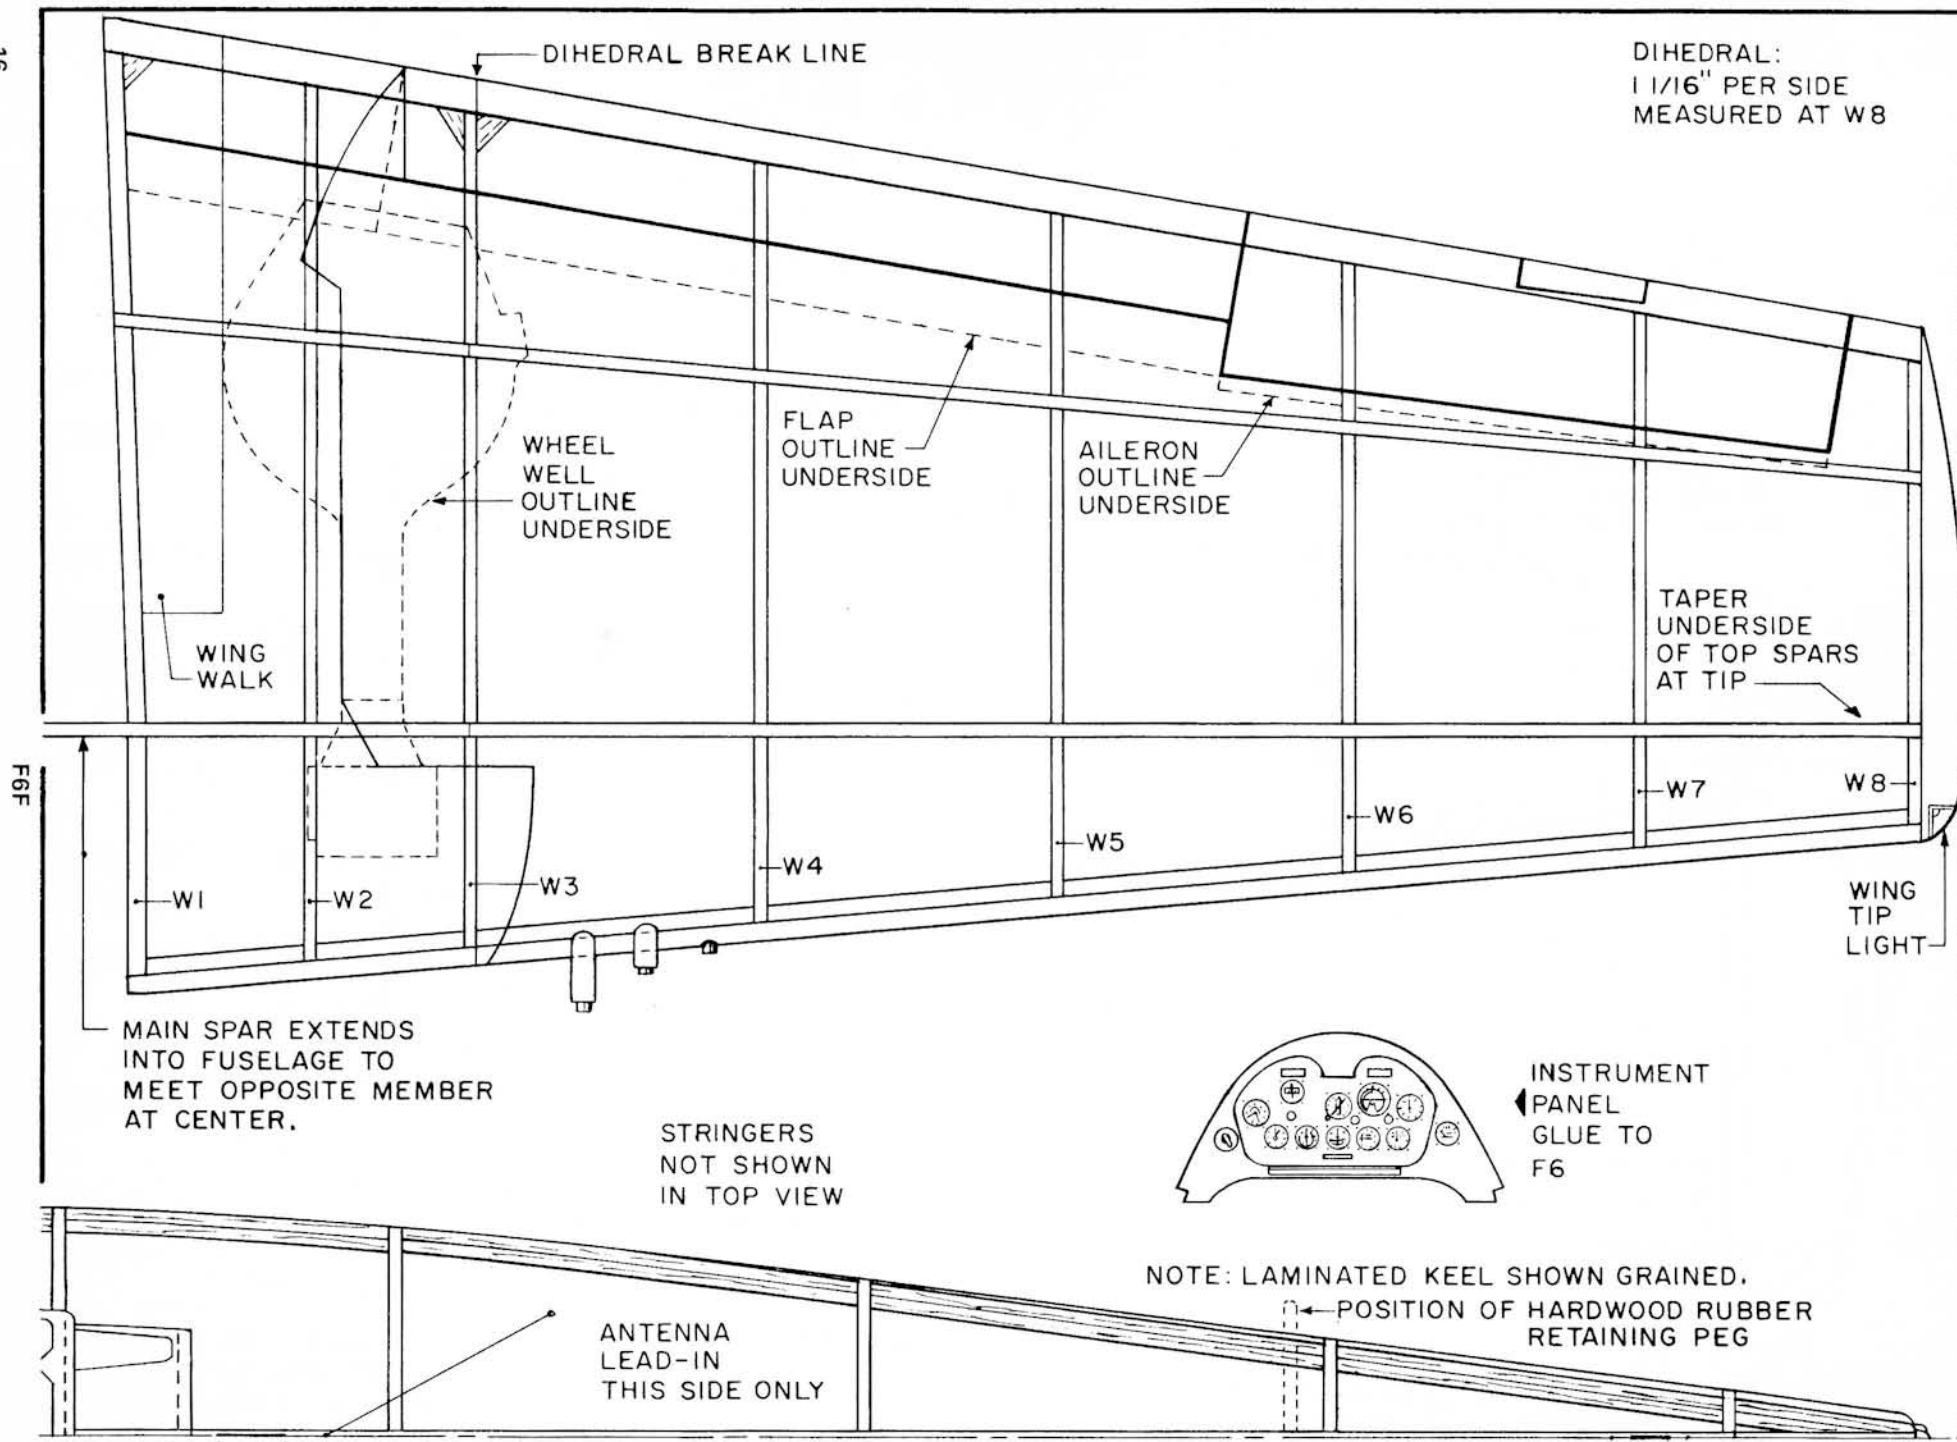 16
F6F
DIHEDRAL BREAK LINE
DIHEDRAL:
1 1/16" PER SIDE
MEASURED AT W8
WHEEL
WELL
OUTLINE
UNDERSIDE
FLAP
OUTLINE
UNDERSIDE
AILERON
OUTLINE
UNDERSIDE
WING
WALK
TAPER
UNDERSIDE
OF TOP SPARS
AT TIP
W1
W2
W3
W4
W5
W6
W7
W8
WING
TIP
LIGHT
MAIN SPAR EXTENDS
INTO FUSELAGE TO
MEET OPPOSITE MEMBER
AT CENTER.
INSTRUMENT
PANEL
GLUE TO
F6
STRINGERS
NOT SHOWN
IN TOP VIEW
NOTE: LAMINATED KEEL SHOWN GRAINED.
POSITION OF HARDWOOD RUBBER
RETAINING PEG
ANTENNA
LEAD-IN
THIS SIDE ONLY